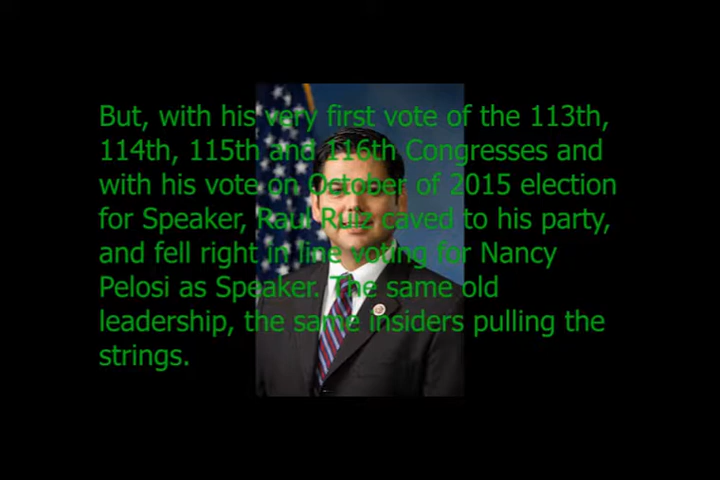 But, with his very first vote of the 113th,
114th, 115th and 116th Congresses and
with his vote on October of 2015 election
for Speaker, Raul Ruiz caved to his party,
and fell right in line voting for Nancy
Pelosi as Speaker. The same old
leadership, the same insiders pulling the
strings.